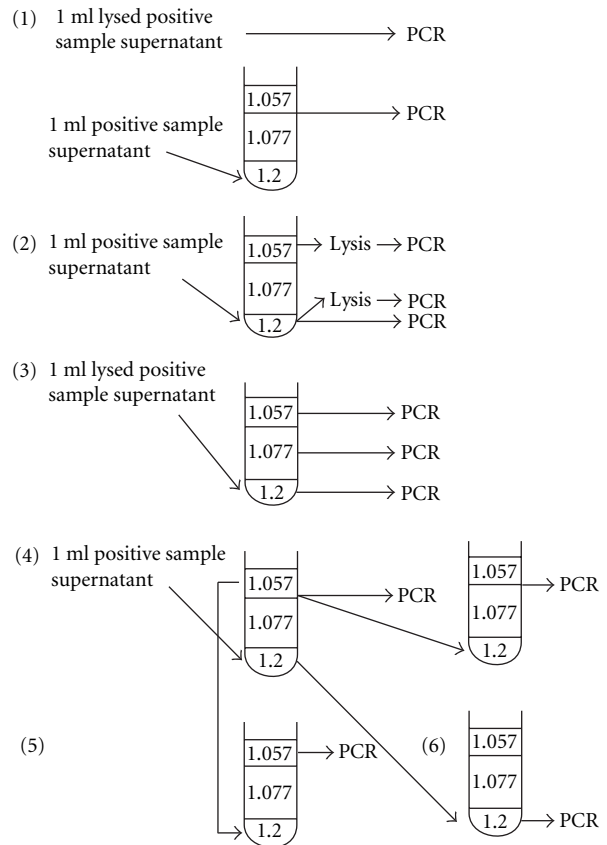 (1) 1 ml lysed positive
sample supernatant
PCR
1.057
1.077
1.2
PCR
1 ml positive sample
supernatant
(2) 1 ml positive sample
supernatant
1.057
1.077
1.2
Lysis
PCR
Lysis
PCR
PCR
(3) 1 ml lysed positive
sample supernatant
1.057
1.077
1.2
PCR
PCR
PCR
(4) 1 ml positive sample
supernatant
1.057
1.077
1.2
PCR
1.057
1.077
1.2
PCR
(5)
1.057
1.077
1.2
PCR
(6)
1.057
1.077
1.2
PCR